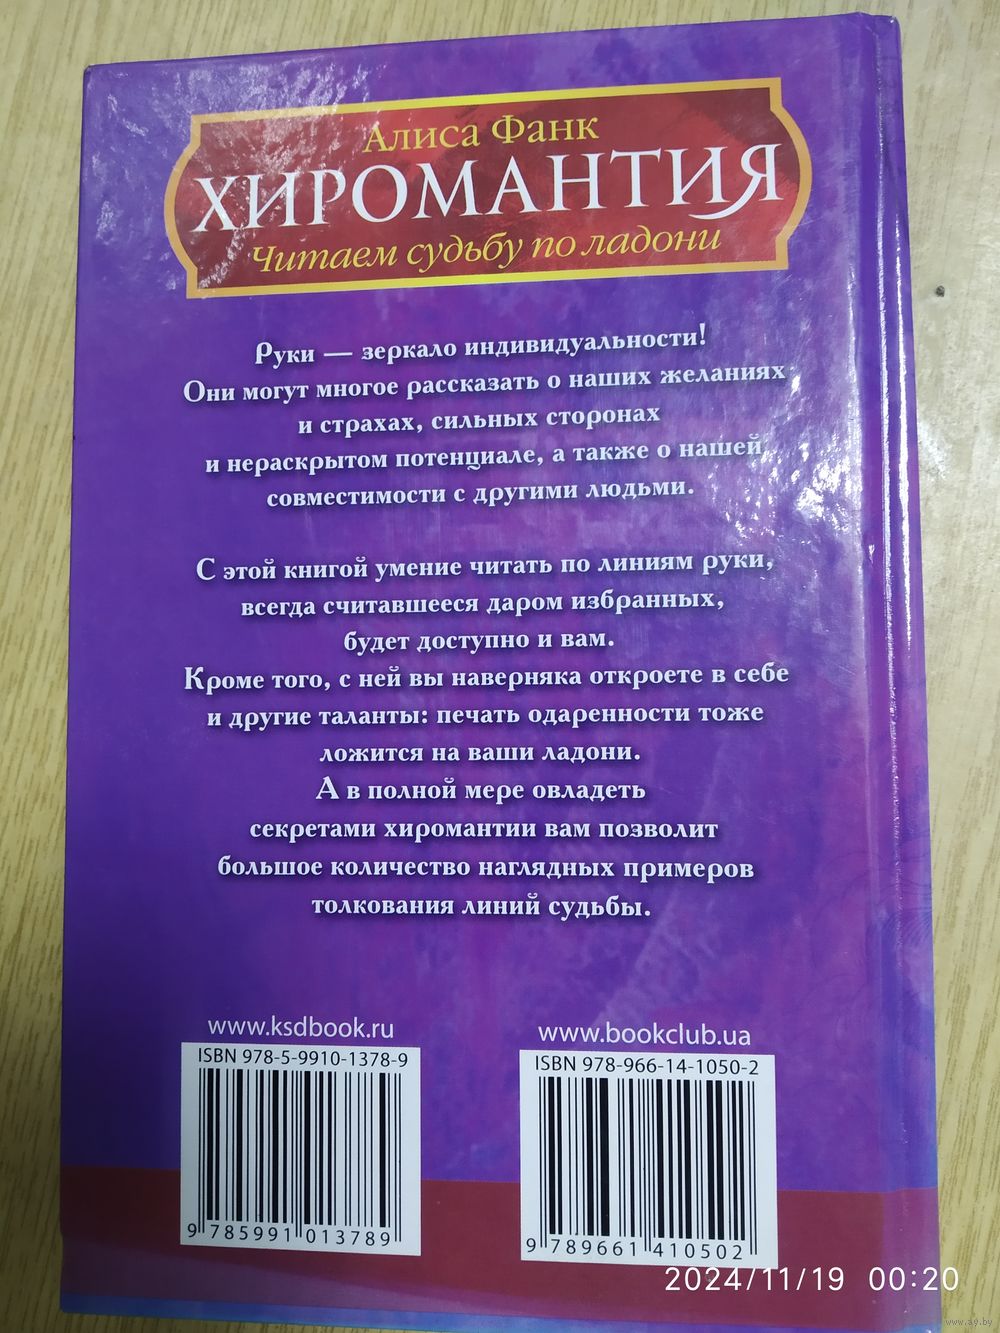 Алиса Фанк
ХИРОМАНТИЯ
Читаем судьбу по ладони
Руки — зеркало индивидуальности!
Они могут многое рассказать о наших желаниях
и страхах, сильных сторонах
и нераскрытом потенциале, а также о нашей
совместимости с другими людьми.
С этой книгой умение читать по линиям руки,
всегда считавшееся даром избранных,
будет доступно и вам.
Кроме того, с ней вы наверняка откроете в себе
и другие таланты: печать одаренности тоже
ложится на ваши ладони.
А в полной мере овладеть
секретами хиромантии вам позволит
большое количество наглядных примеров
толкования линий судьбы.
www.ksdbook.ru
ISBN 978-5-9910-1378-9
9 785991 013789
www.bookclub.ua
ISBN 978-966-14-1050-2
9 789661 410502
2024/11/19 00:20
www.ay.by